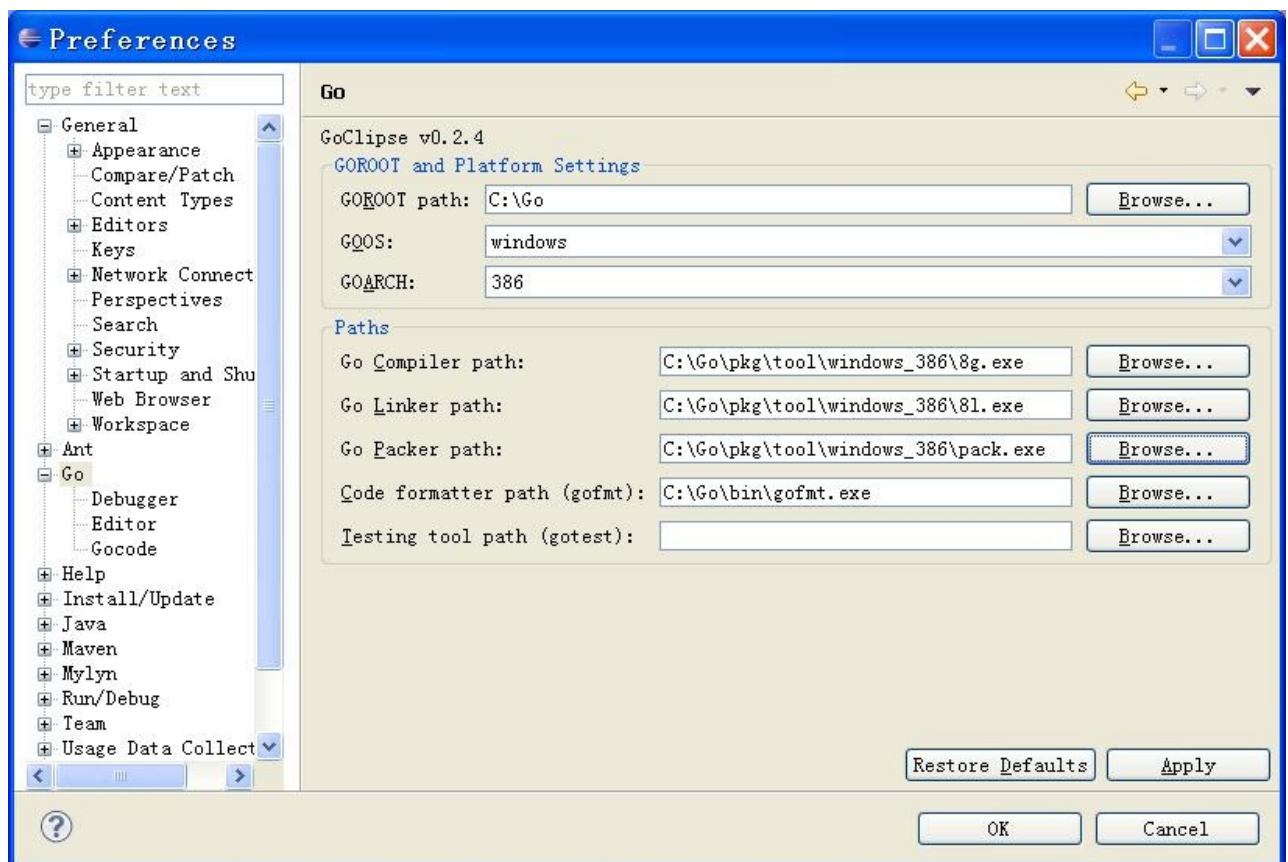 Preferences
type filter text
General
Appearance
Compare/Patch
Content Types
Editors
Keys
Network Connect
Perspectives
Search
Security
Startup and Shu
Web Browser
Workspace
Ant
Go
Debugger
Editor
Gocode
Help
Install/Update
Java
Maven
Mylyn
Run/Debug
Team
Usage Data Collect
Go
GoClipse v0.2.4
GOROOT and Platform Settings
GOROOT path: C:\Go Browse...
GOOS: windows
GOARCH: 386
Paths
Go Compiler path: C:\Go\pkg\tool\windows_386\8g.exe Browse...
Go Linker path: C:\Go\pkg\tool\windows_386\8l.exe Browse...
Go Packer path: C:\Go\pkg\tool\windows_386\pack.exe Browse...
Code formatter path (gofmt): C:\Go\bin\gofmt.exe Browse...
Testing tool path (gotest): Browse...
Restore Defaults Apply
OK Cancel